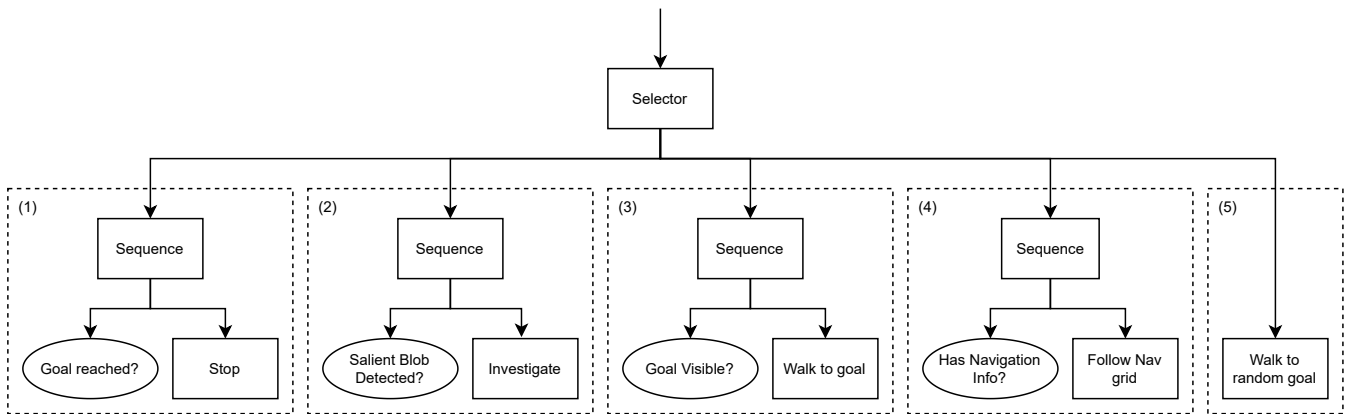 Selector
(1)
Sequence
Goal reached?
Stop
(2)
Sequence
Salient Blob
Detected?
Investigate
(3)
Sequence
Goal Visible?
Walk to goal
(4)
Sequence
Has Navigation
Info?
Follow Nav
grid
(5)
Walk to
random goal